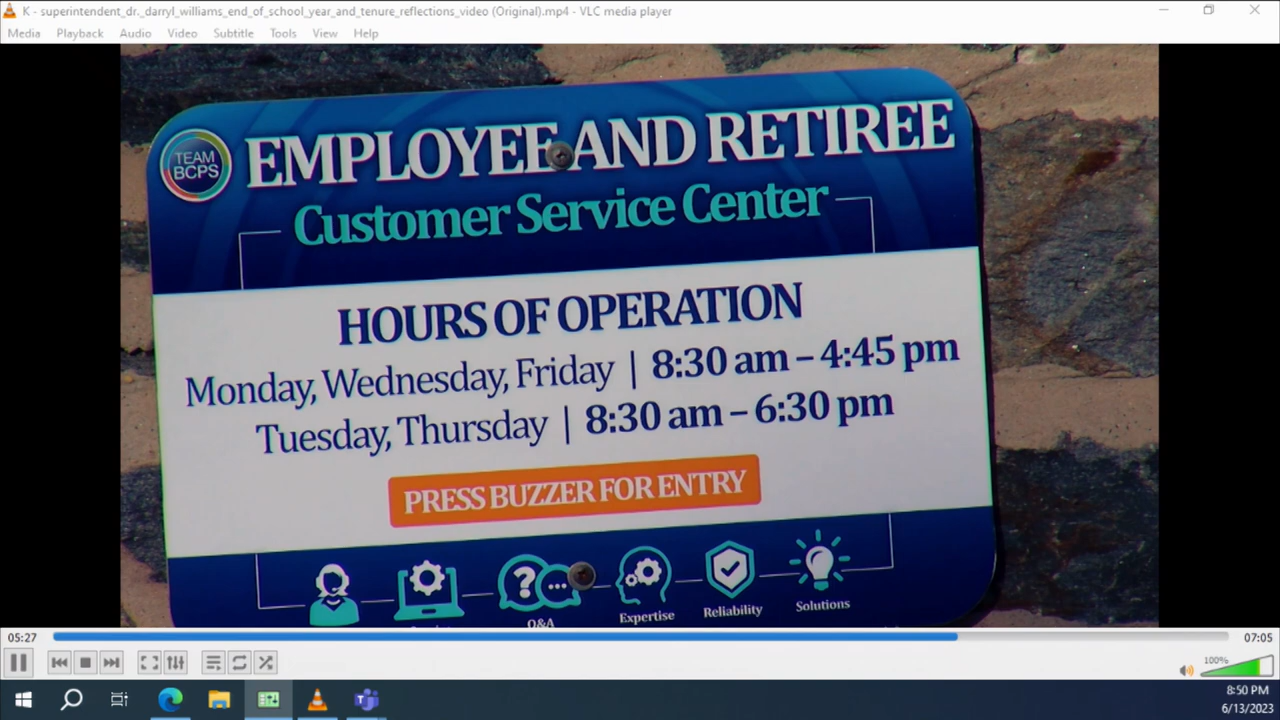 K - superintendent_dr._darryl_williams_end_of_school_year_and_tenure_reflections_video (Original).mp4 - VLC media player
Media Playback Audio Video Subtitle Tools View Help
TEAM
BCPS
EMPLOYEE AND RETIREE
Customer Service Center
HOURS OF OPERATION
Monday, Wednesday, Friday | 8:30 am – 4:45 pm
Tuesday, Thursday | 8:30 am – 6:30 pm
PRESS BUZZER FOR ENTRY
Q&A
Expertise
Reliability
Solutions
05:27
07:05
100%
8:50 PM
6/13/2023